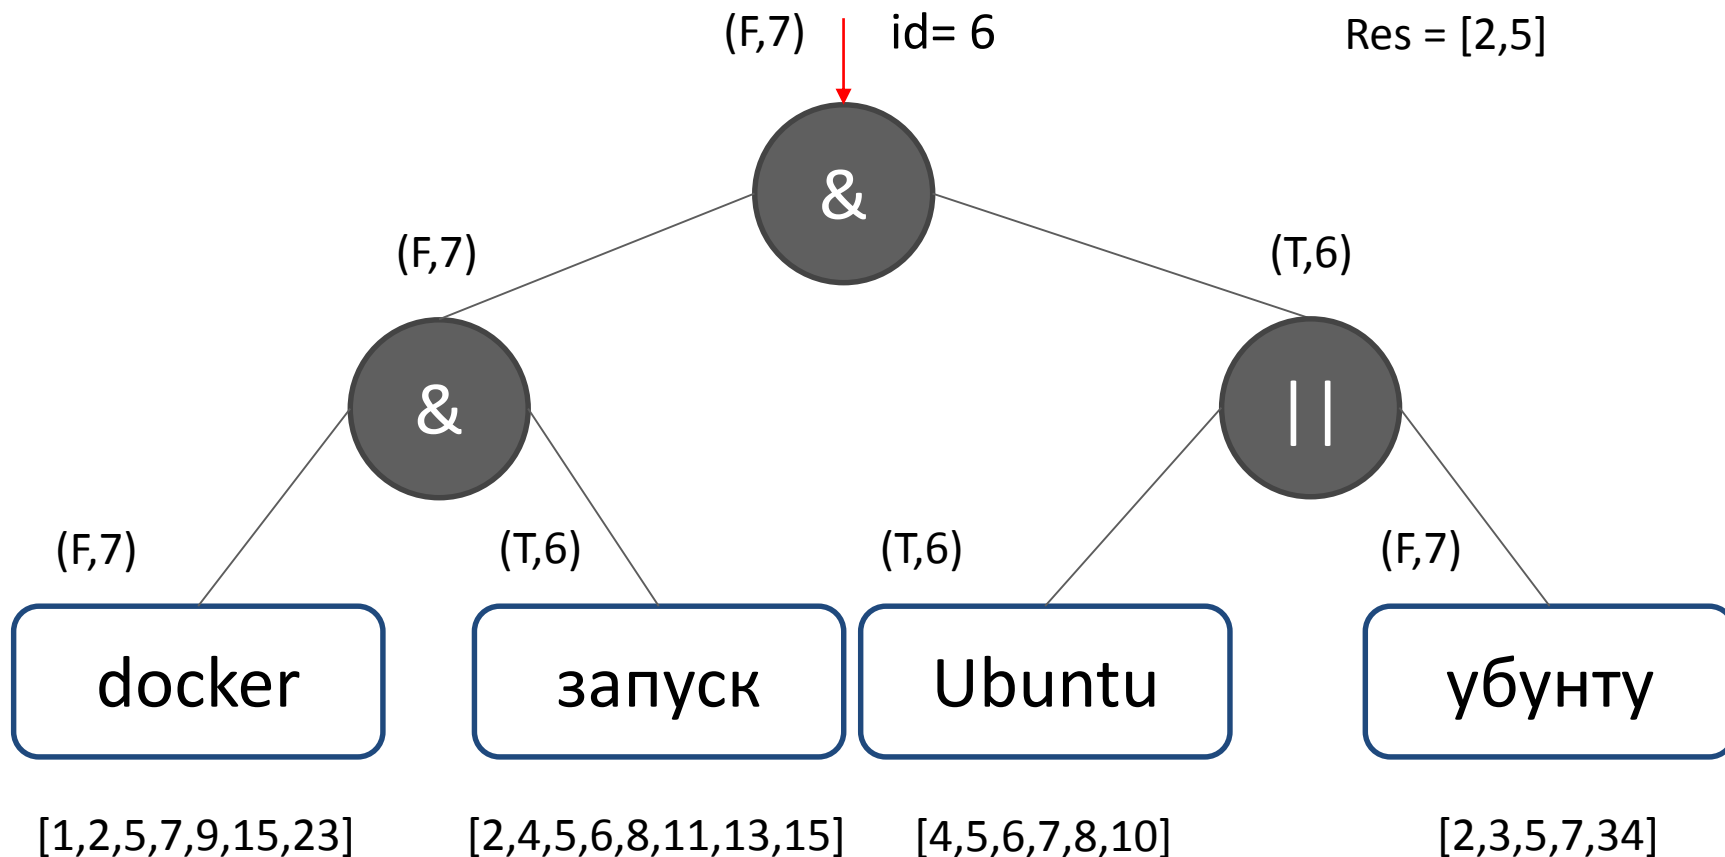 (F,7) id= 6 Res = [2,5]
&
(F,7) (T,6)
& ||
(F,7) (T,6) (T,6) (F,7)
docker запуск Ubuntu убунту
[1,2,5,7,9,15,23] [2,4,5,6,8,11,13,15] [4,5,6,7,8,10] [2,3,5,7,34]